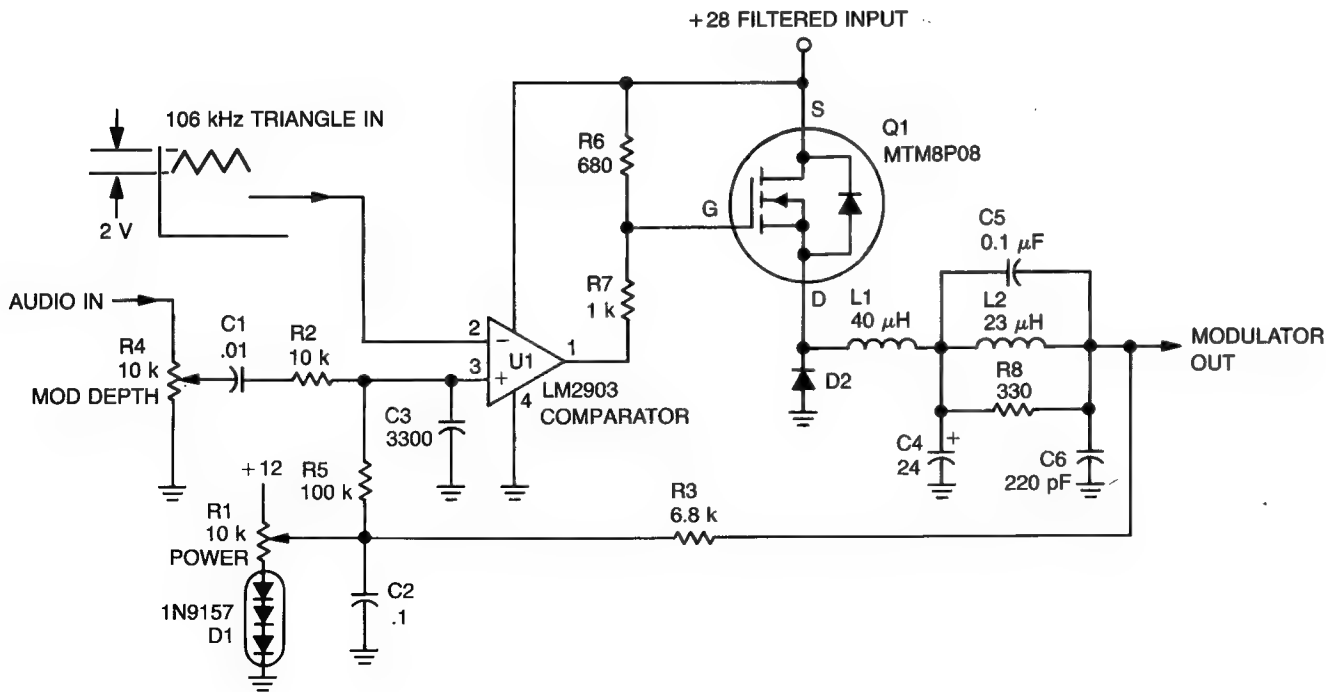 +28 FILTERED INPUT
106 kHz TRIANGLE IN
2 V
S
Q1
MTM8P08
R6
680
G
R7
1 k
D
C5
0.1 µF
L1
40 µH
L2
23 µH
MODULATOR
OUT
AUDIO IN
R4
10 k
MOD DEPTH
C1
.01
R2
10 k
2
−
3
+
U1
1
4
LM2903
COMPARATOR
D2
R8
330
C3
3300
C4
24
+
C6
220 pF
+12
R5
100 k
R3
6.8 k
R1
10 k
POWER
C2
.1
1N9157
D1